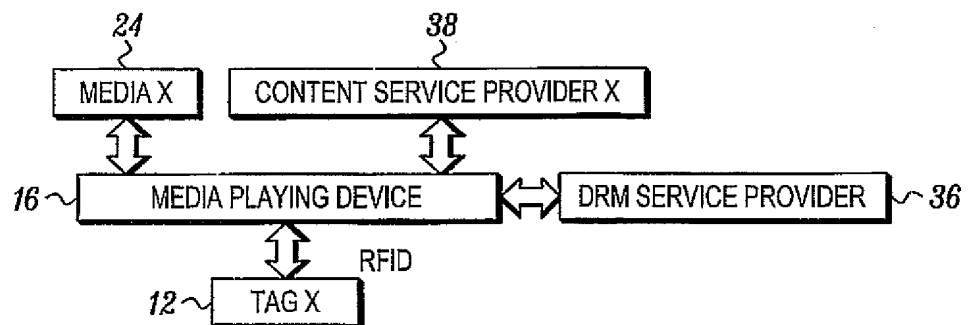 24
38
MEDIA X
CONTENT SERVICE PROVIDER X
16
MEDIA PLAYING DEVICE
DRM SERVICE PROVIDER
36
RFID
12
TAG X